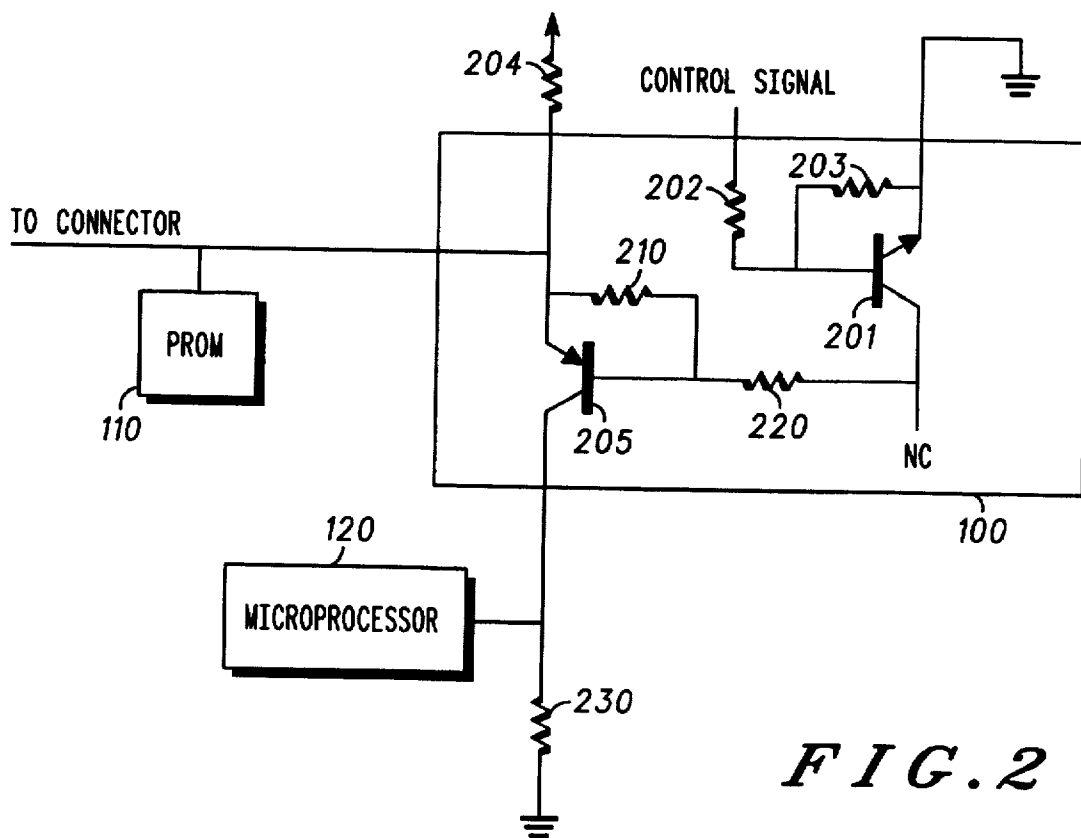 204
CONTROL SIGNAL
203
202
TO CONNECTOR
210
201
PROM
110
205
220
NC
100
120
MICROPROCESSOR
230
FIG.2